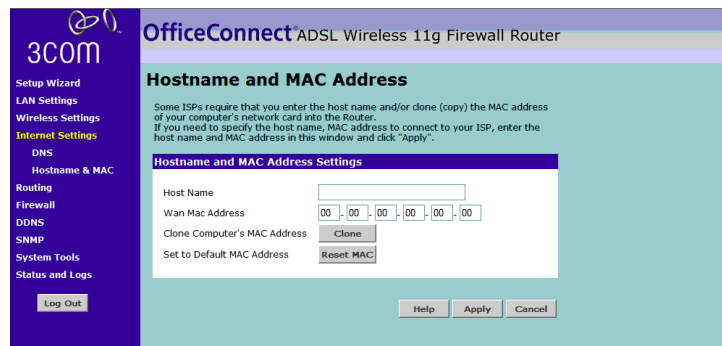 3com
OfficeConnect® ADSL Wireless 11g Firewall Router
Setup Wizard
LAN Settings
Wireless Settings
Internet Settings
DNS
Hostname & MAC
Routing
Firewall
DDNS
SNMP
System Tools
Status and Logs
Log Out
Hostname and MAC Address
Some ISPs require that you enter the host name and/or clone (copy) the MAC address
of your computer's network card into the Router.
If you need to specify the host name, MAC address to connect to your ISP, enter the
host name and MAC address in this window and click "Apply".
Hostname and MAC Address Settings
Host Name
Wan Mac Address 00 - 00 - 00 - 00 - 00 - 00
Clone Computer's MAC Address Clone
Set to Default MAC Address Reset MAC
Help Apply Cancel